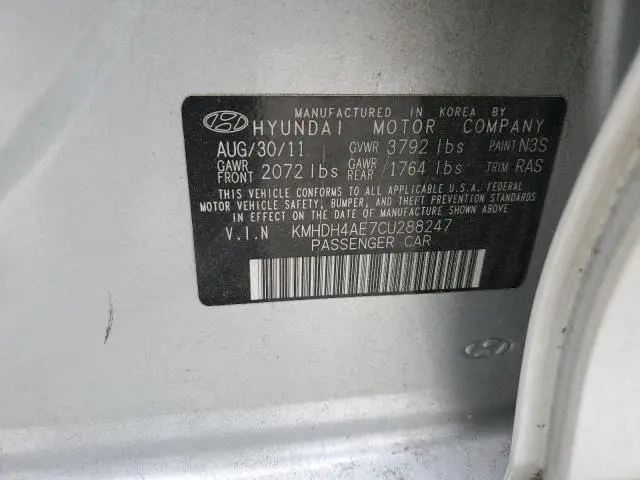 MANUFACTURED IN KOREA BY
HYUNDAI MOTOR COMPANY
AUG/30/11 GVWR 3792 lbs PAINT N3S
GAWR FRONT 2072 lbs GAWR REAR 1764 lbs TRIM RAS
THIS VEHICLE CONFORMS TO ALL APPLICABLE U.S.A. FEDERAL
MOTOR VEHICLE SAFETY, BUMPER, AND THEFT PREVENTION STANDARDS
IN EFFECT ON THE DATE OF MANUFACTURE SHOWN ABOVE.
V.I.N KMHDH4AE7CU288247
PASSENGER CAR